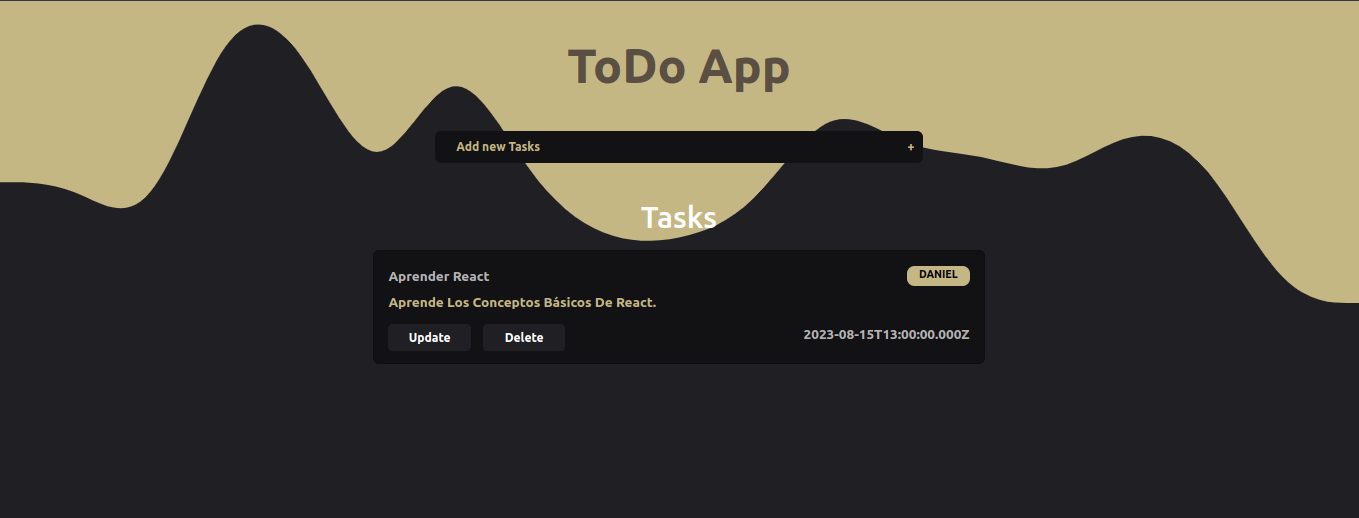 ToDo App
Add new Tasks +
Tasks
Aprender React DANIEL
Aprende Los Conceptos Básicos De React.
Update Delete 2023-08-15T13:00:00.000Z